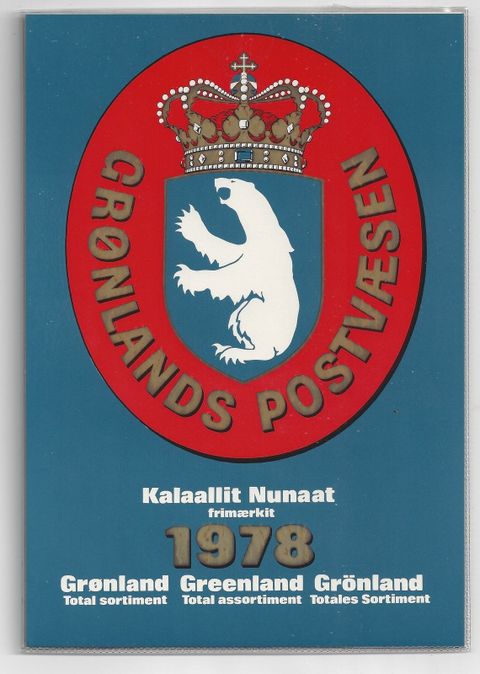 GRØNLANDS POSTVÆSEN
Kalaallit Nunaat
frimærkit
1978
Grønland Greenland Grönland
Total sortiment Total assortiment Totales Sortiment